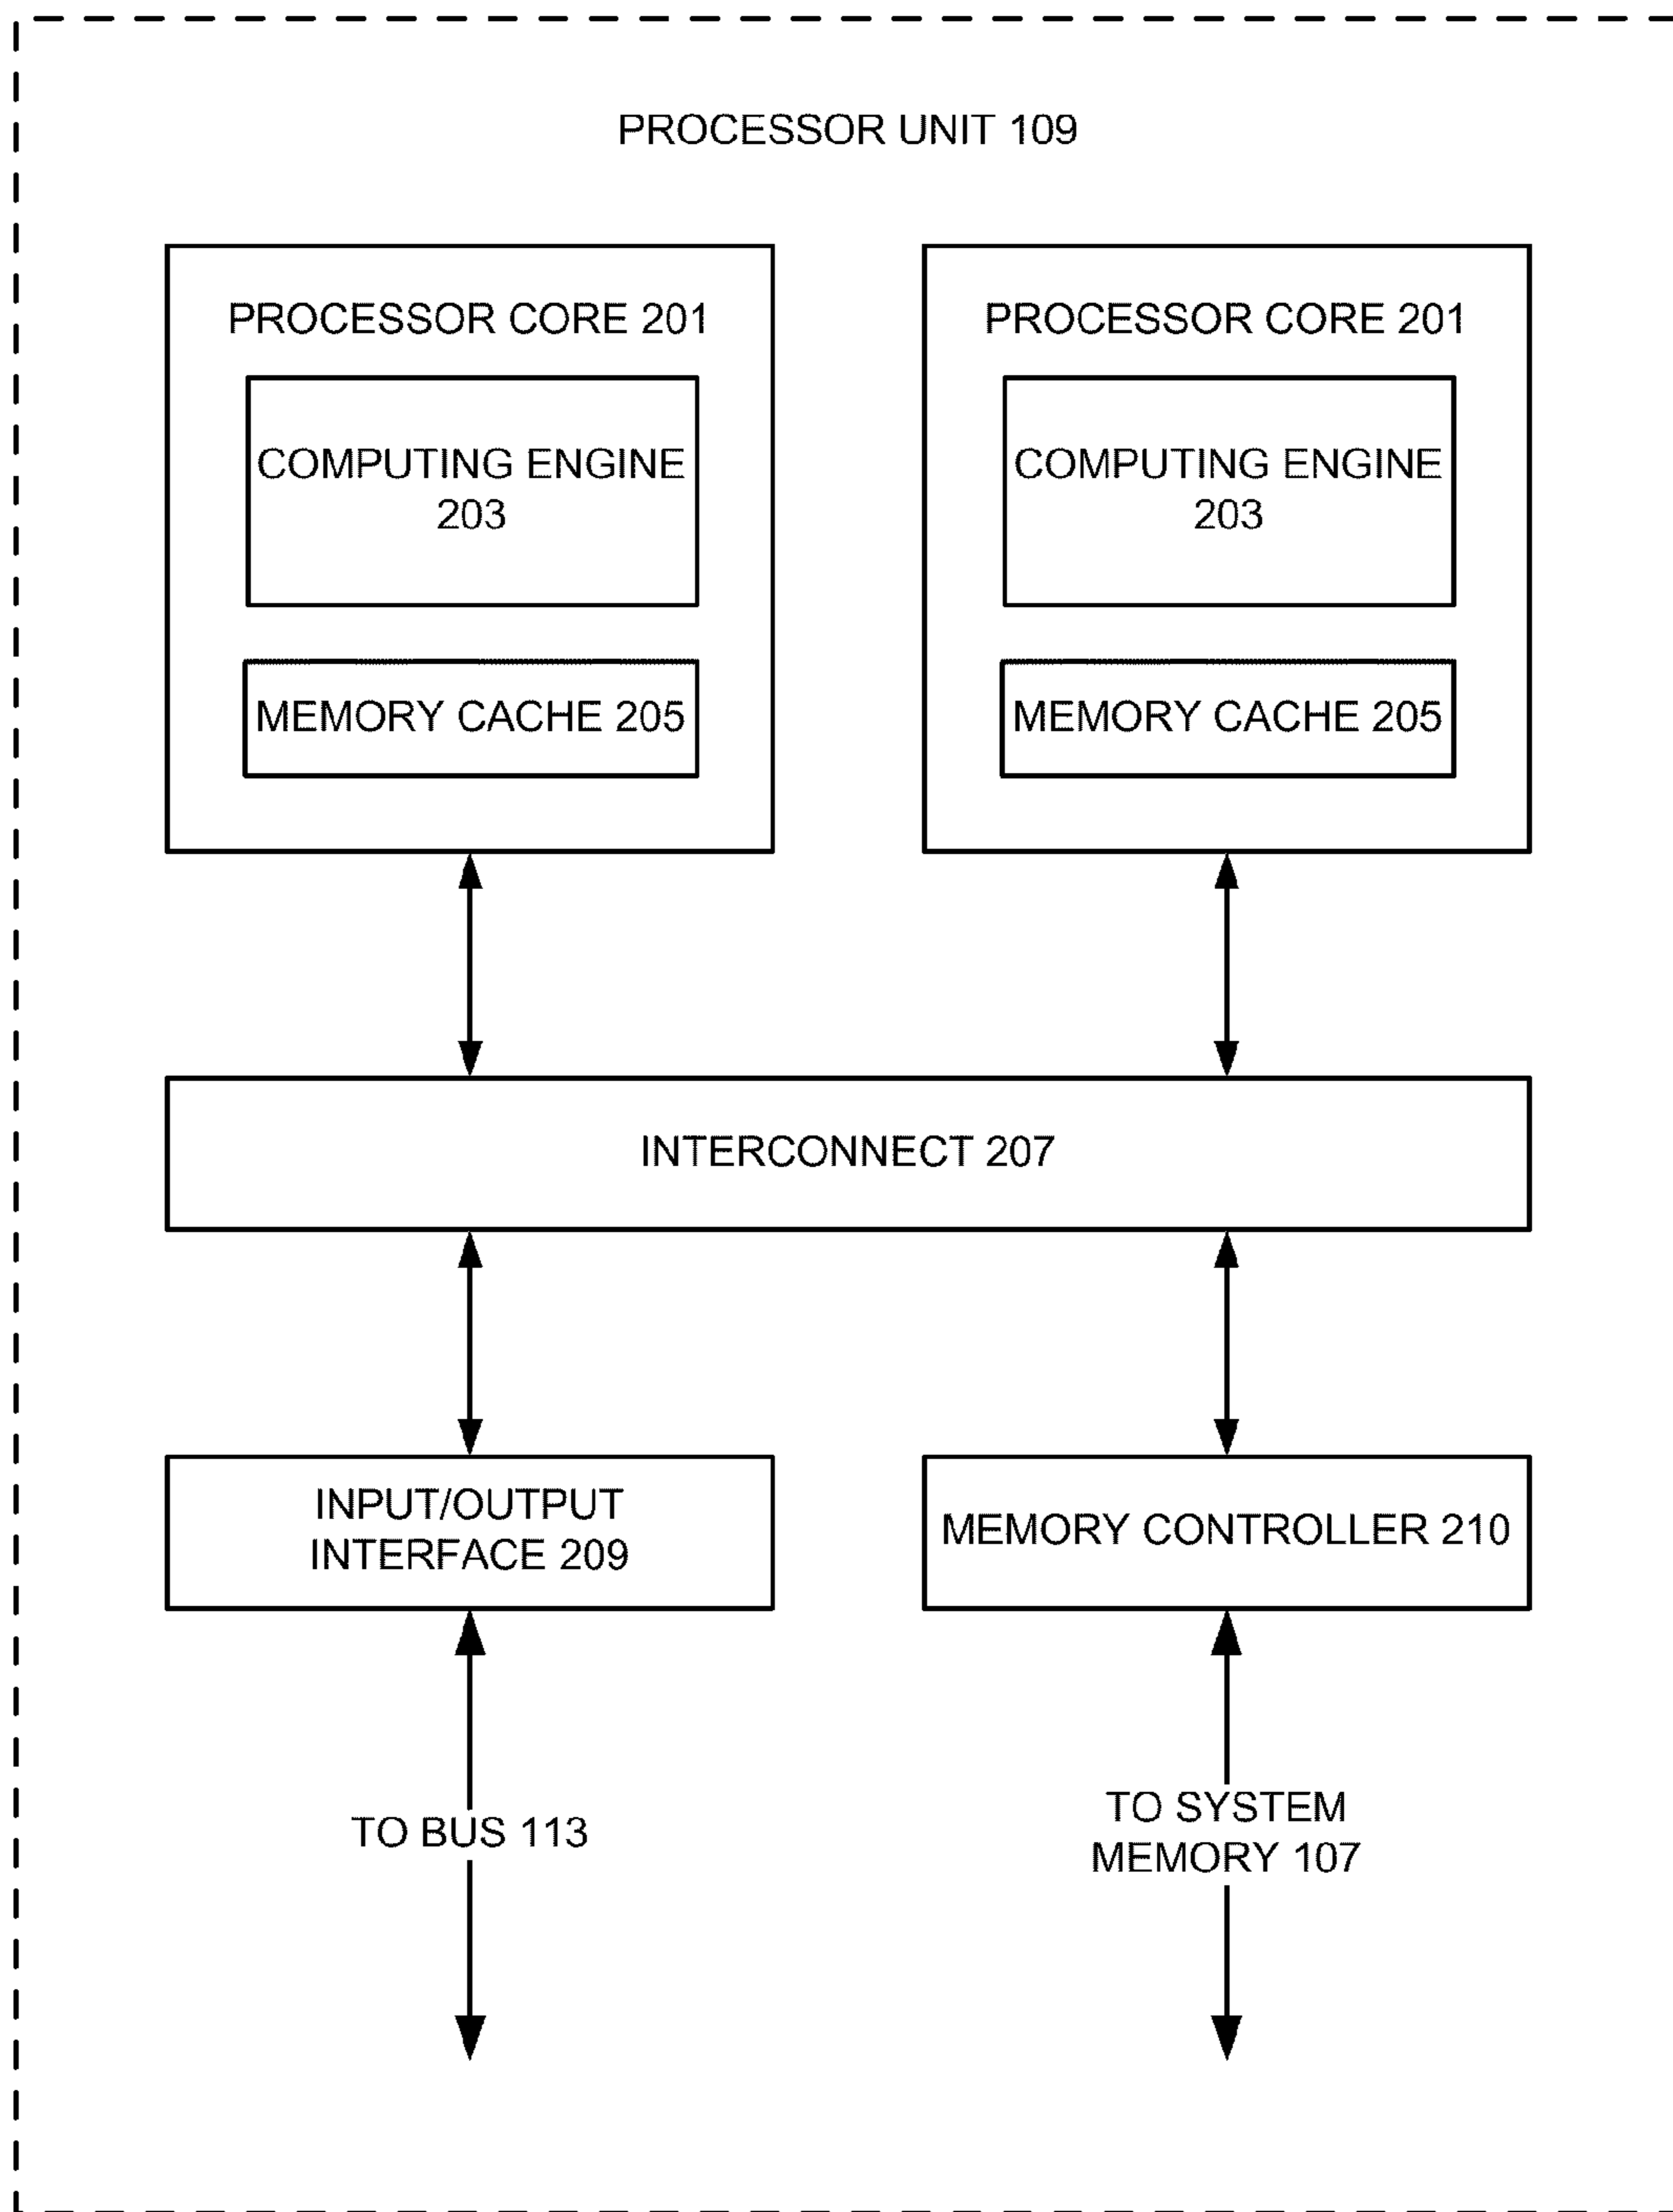 PROCESSOR UNIT 109
PROCESSOR CORE 201
COMPUTING ENGINE
203
MEMORY CACHE 205
PROCESSOR CORE 201
COMPUTING ENGINE
203
MEMORY CACHE 205
INTERCONNECT 207
INPUT/OUTPUT
INTERFACE 209
MEMORY CONTROLLER 210
TO BUS 113
TO SYSTEM
MEMORY 107